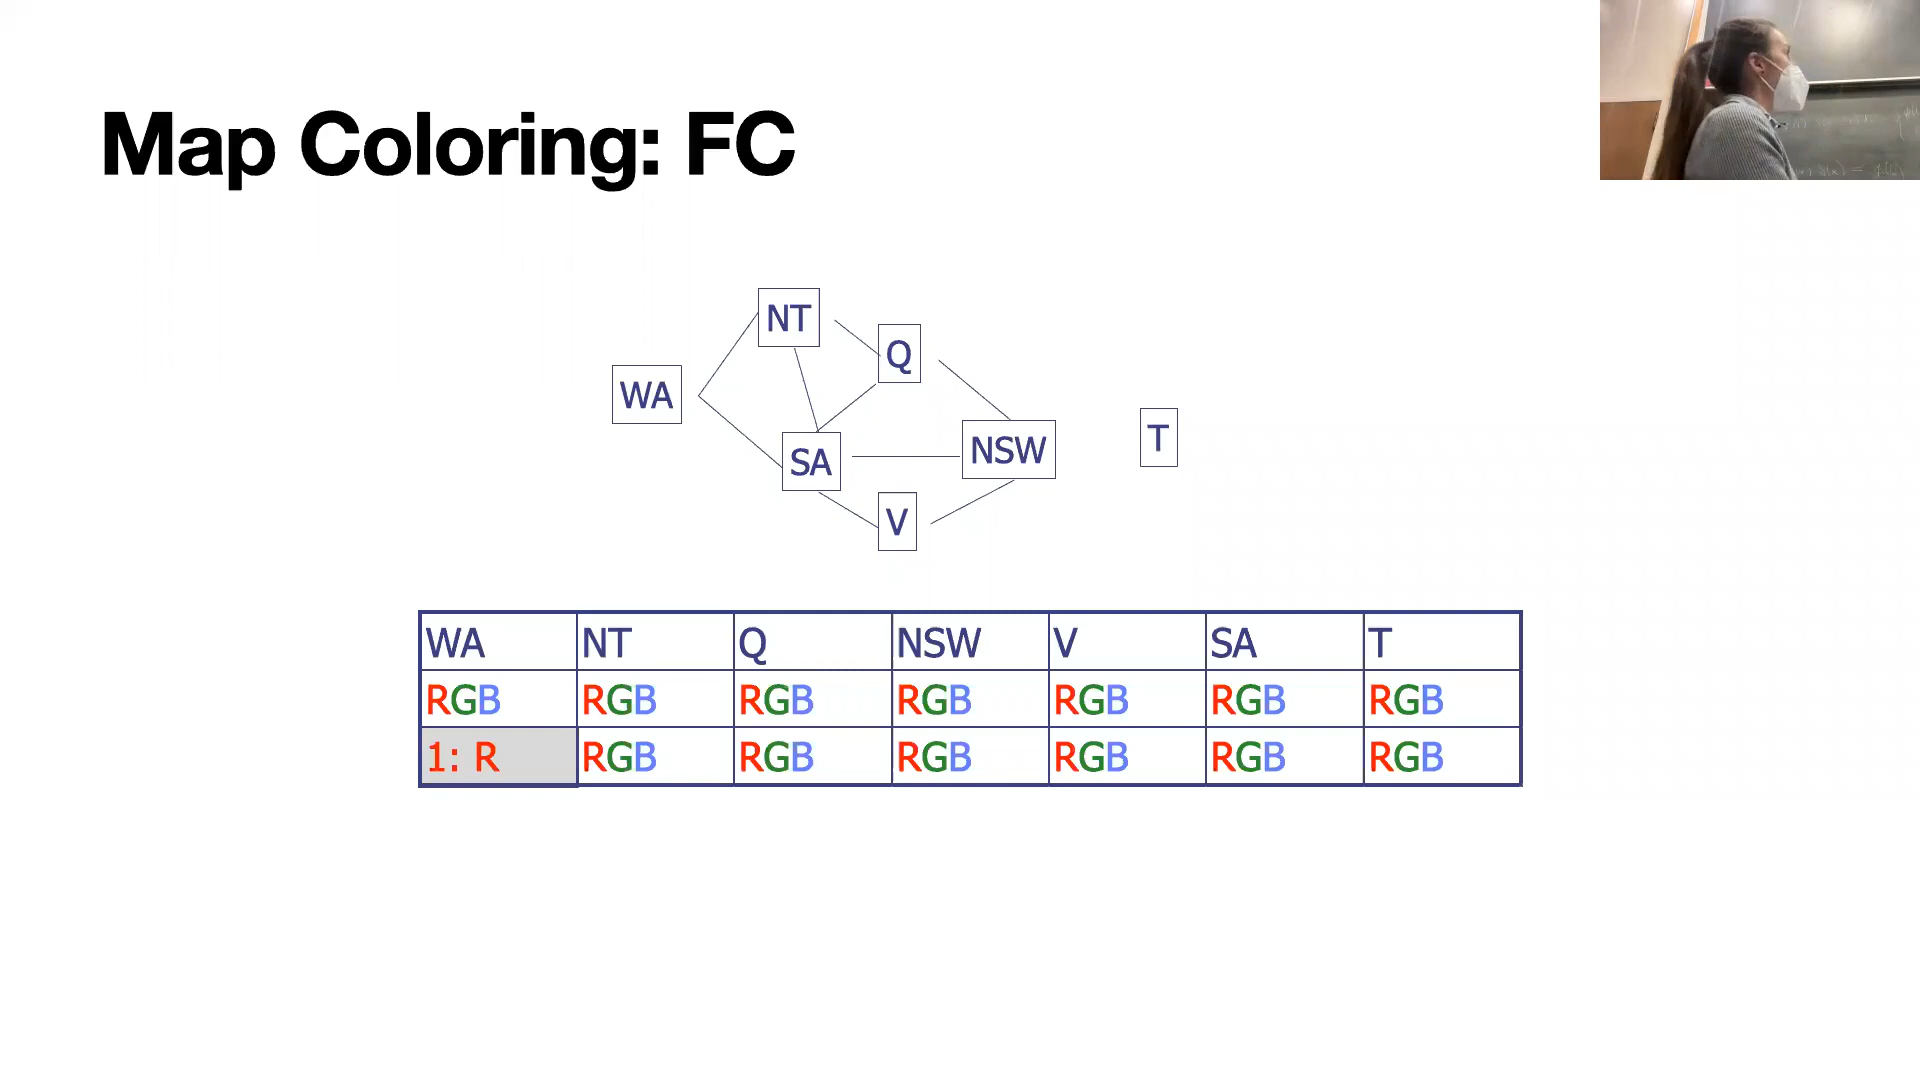 Map Coloring: FC
NT
Q
WA
T
NSW
SA
V
WA NT Q NSW V SA T
RGB RGB RGB RGB RGB RGB RGB
1: R RGB RGB RGB RGB RGB RGB